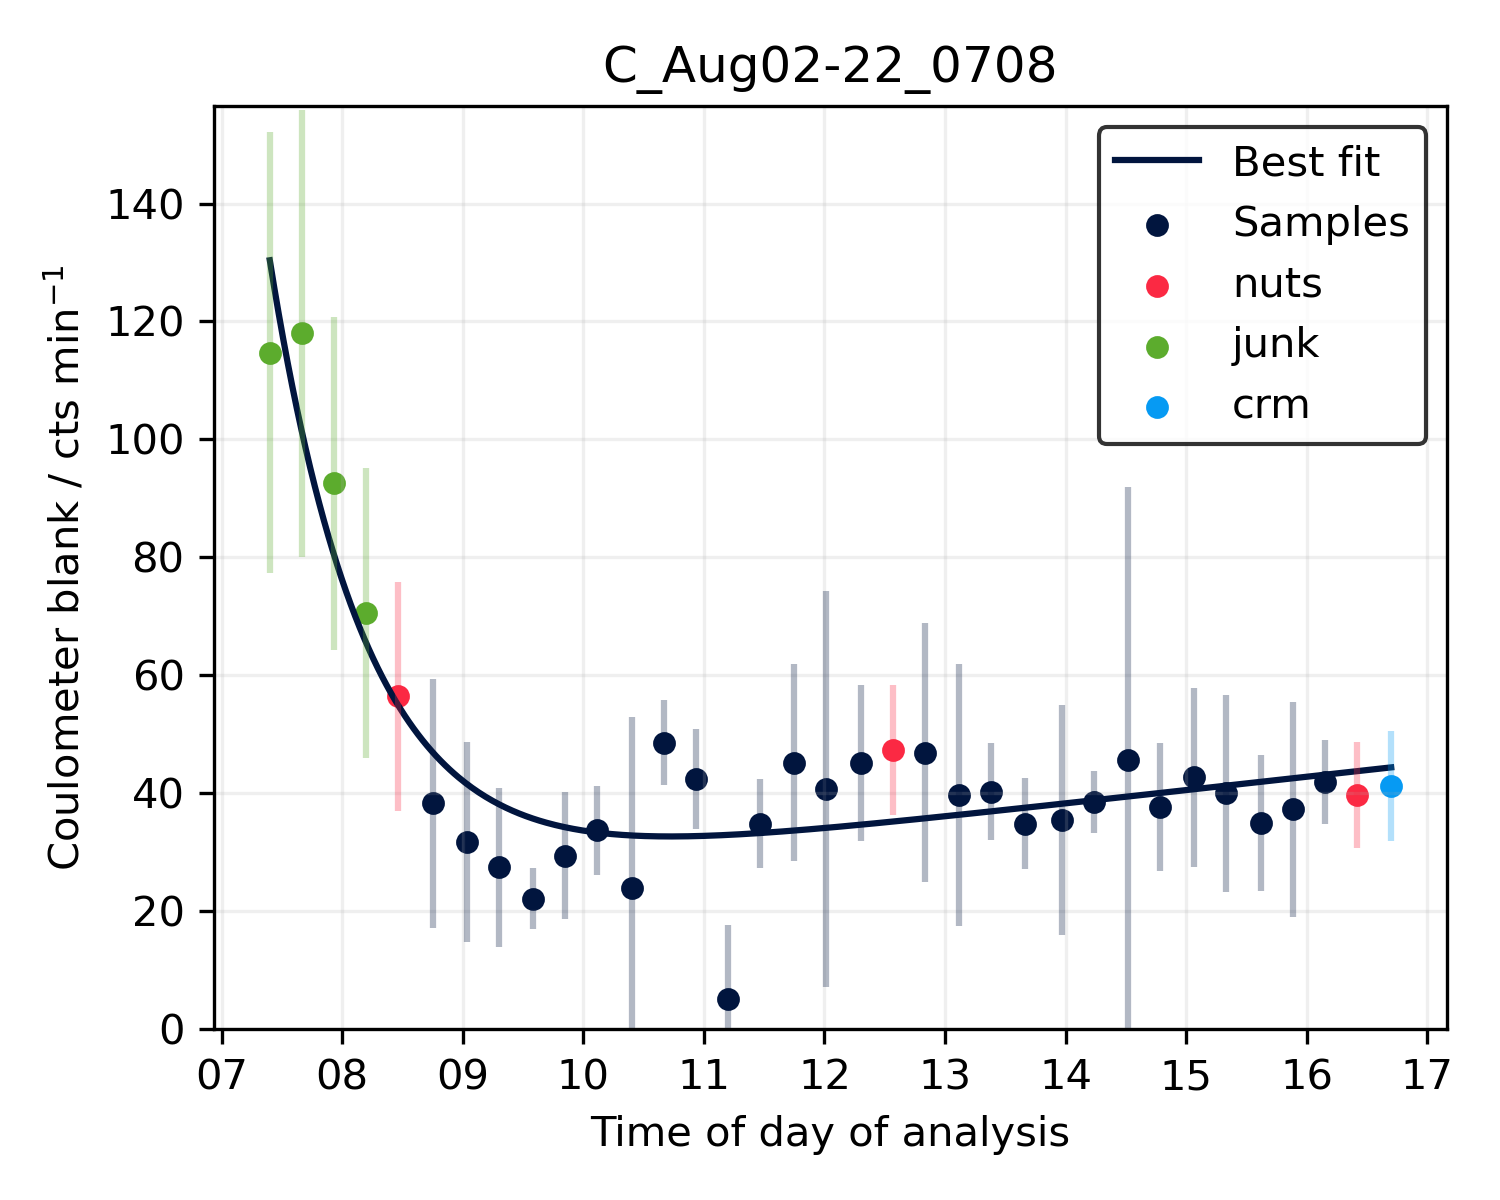 C_Aug02-22_0708
Coulometer blank / cts min⁻¹
140
120
100
80
60
40
20
0
07 08 09 10 11 12 13 14 15 16 17
Time of day of analysis
Best fit
Samples
nuts
junk
crm